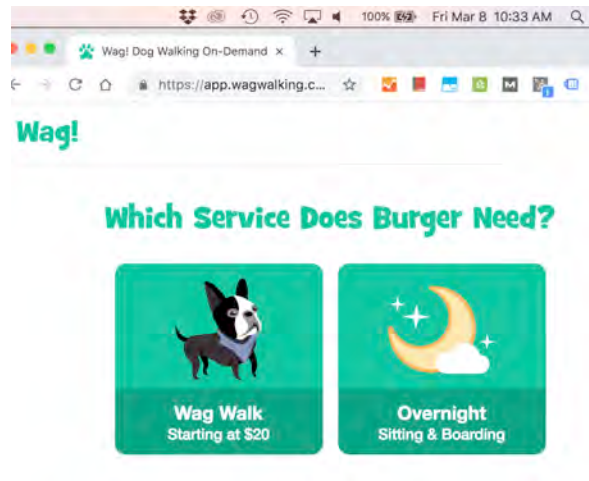 100% Fri Mar 8 10:33 AM
Wag! Dog Walking On-Demand
https://app.wagwalking.c...
Wag!
Which Service Does Burger Need?
Wag Walk
Starting at $20
Overnight
Sitting & Boarding